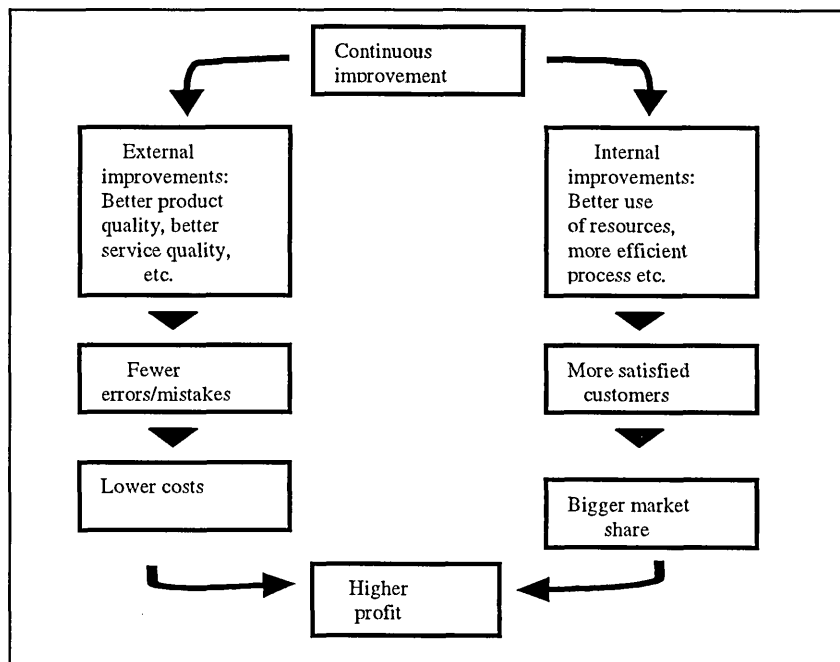 Continuous
improvement
External
improvements:
Better product
quality, better
service quality,
etc.
Internal
improvements:
Better use
of resources,
more efficient
process etc.
Fewer
errors/mistakes
More satisfied
customers
Lower costs
Bigger market
share
Higher
profit